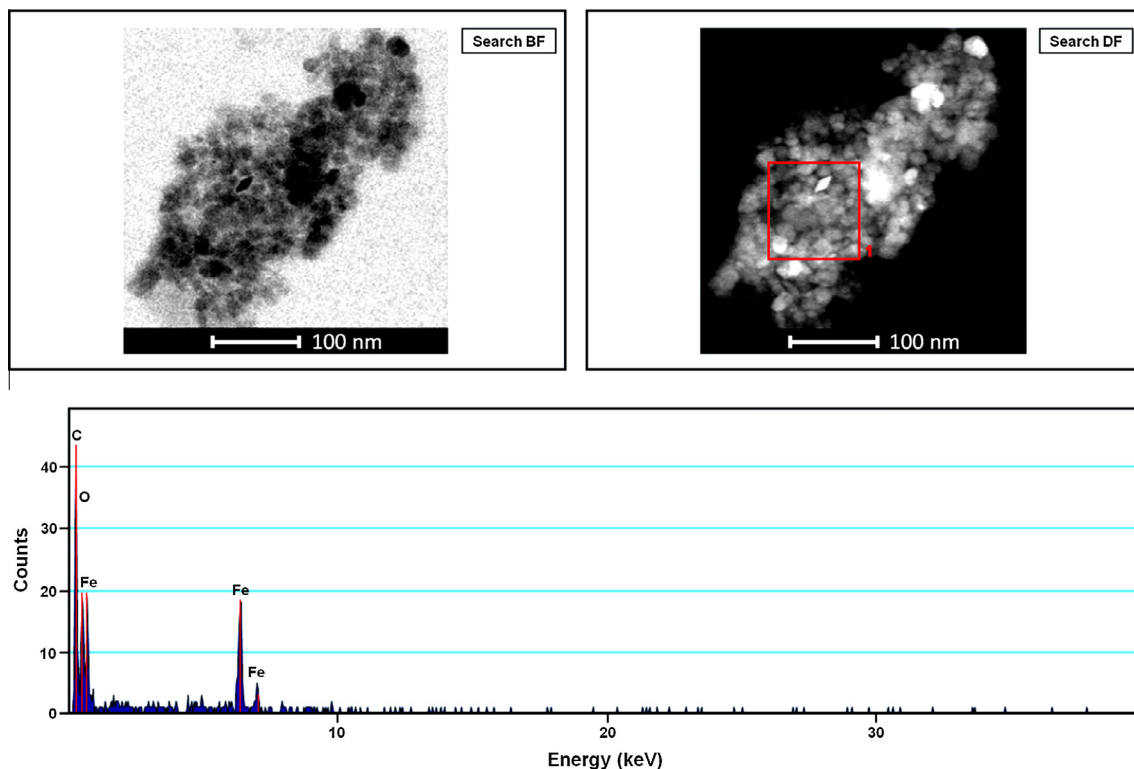 Search BF
Search DF
1
100 nm
100 nm
C
O
Fe
Fe
Fe
40
30
20
10
0
Counts
10
20
30
Energy (keV)